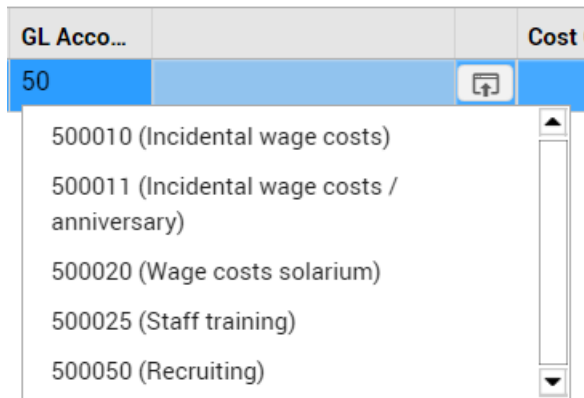 GL Acco...
Cost
50
500010 (Incidental wage costs)
500011 (Incidental wage costs /
anniversary)
500020 (Wage costs solarium)
500025 (Staff training)
500050 (Recruiting)